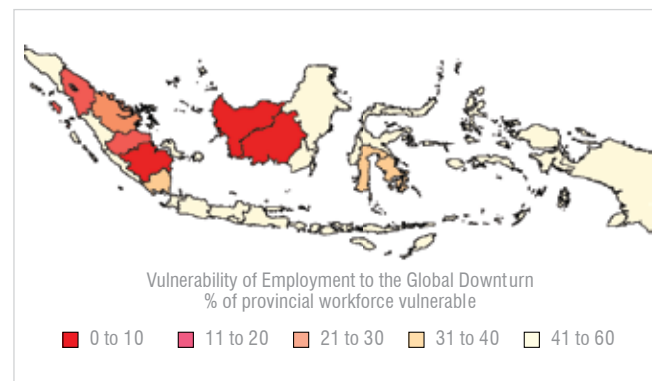 Vulnerability of Employment to the Global Downturn
% of provincial workforce vulnerable
0 to 10 11 to 20 21 to 30 31 to 40 41 to 60